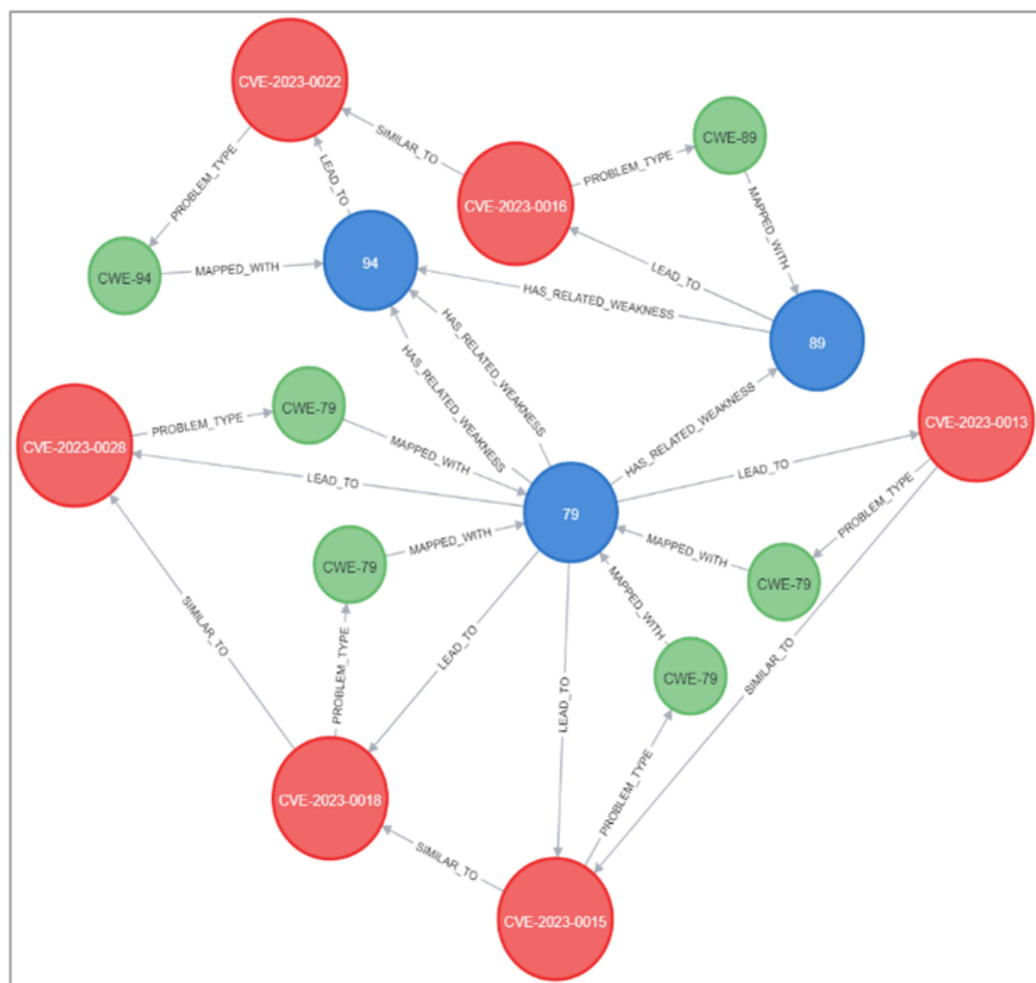 CVE-2023-0022
SIMILAR_TO
CWE-89
PROBLEM_TYPE
LEAD_TO
PROBLEM_TYPE
CVE-2023-0016
MAPPED_WITH
CWE-94
MAPPED_WITH
94
LEAD_TO
HAS_RELATED_WEAKNESS
89
HAS_RELATED_WEAKNESS
HAS_RELATED_WEAKNESS
HAS_RELATED_WEAKNESS
CVE-2023-0028
PROBLEM_TYPE
CWE-79
MAPPED_WITH
CVE-2023-0013
LEAD_TO
LEAD_TO
79
PROBLEM_TYPE
CWE-79
MAPPED_WITH
MAPPED_WITH
CWE-79
MAPPED_WITH
SIMILAR_TO
PROBLEM_TYPE
LEAD_TO
LEAD_TO
CWE-79
SIMILAR_TO
CVE-2023-0018
PROBLEM_TYPE
SIMILAR_TO
CVE-2023-0015